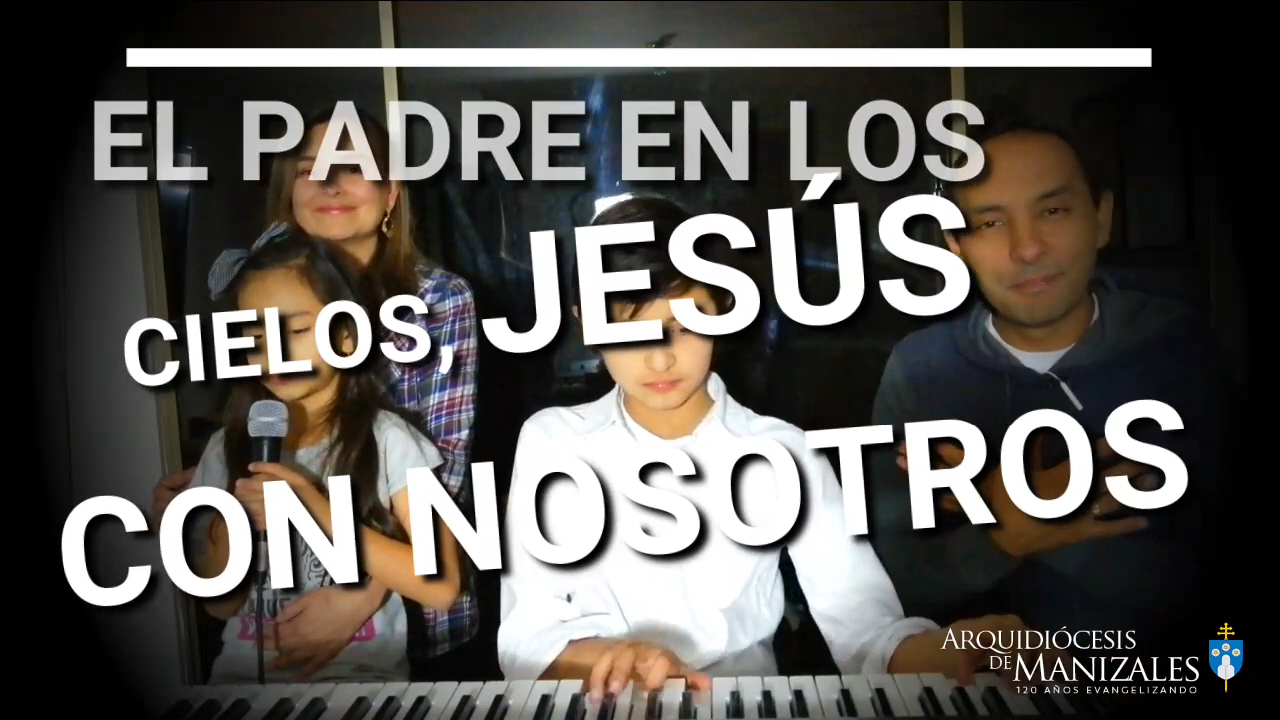 EL PADRE EN LOS
CIELOS, JESÚS
CON NOSOTROS
ARQUIDIÓCESIS
DE MANIZALES
120 AÑOS EVANGELIZANDO